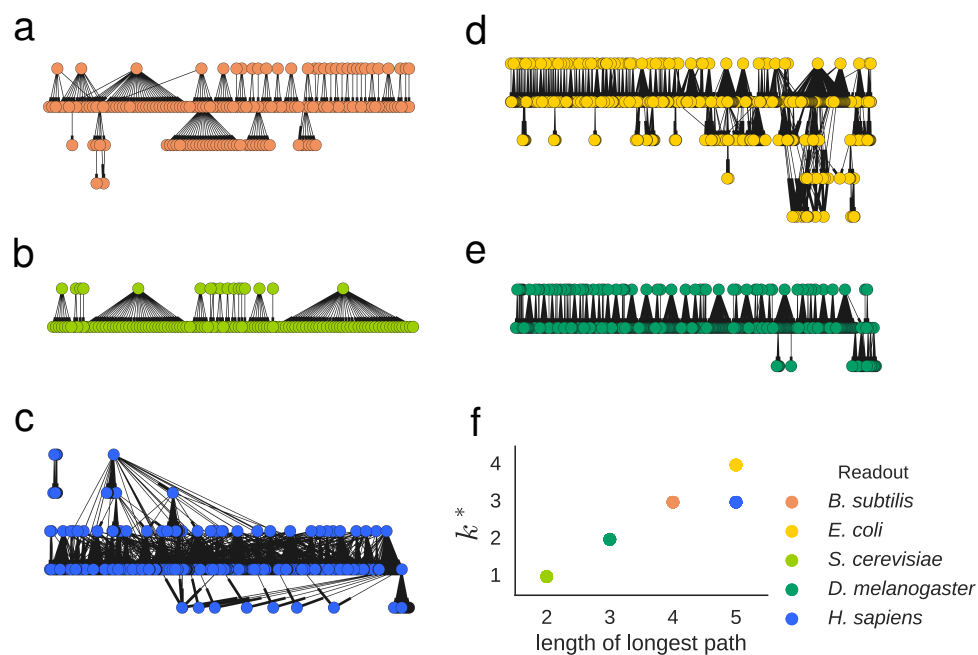 a
d
b
e
c
f
4
3
2
1
k*
2 3 4 5
length of longest path
Readout
B. subtilis
E. coli
S. cerevisiae
D. melanogaster
H. sapiens